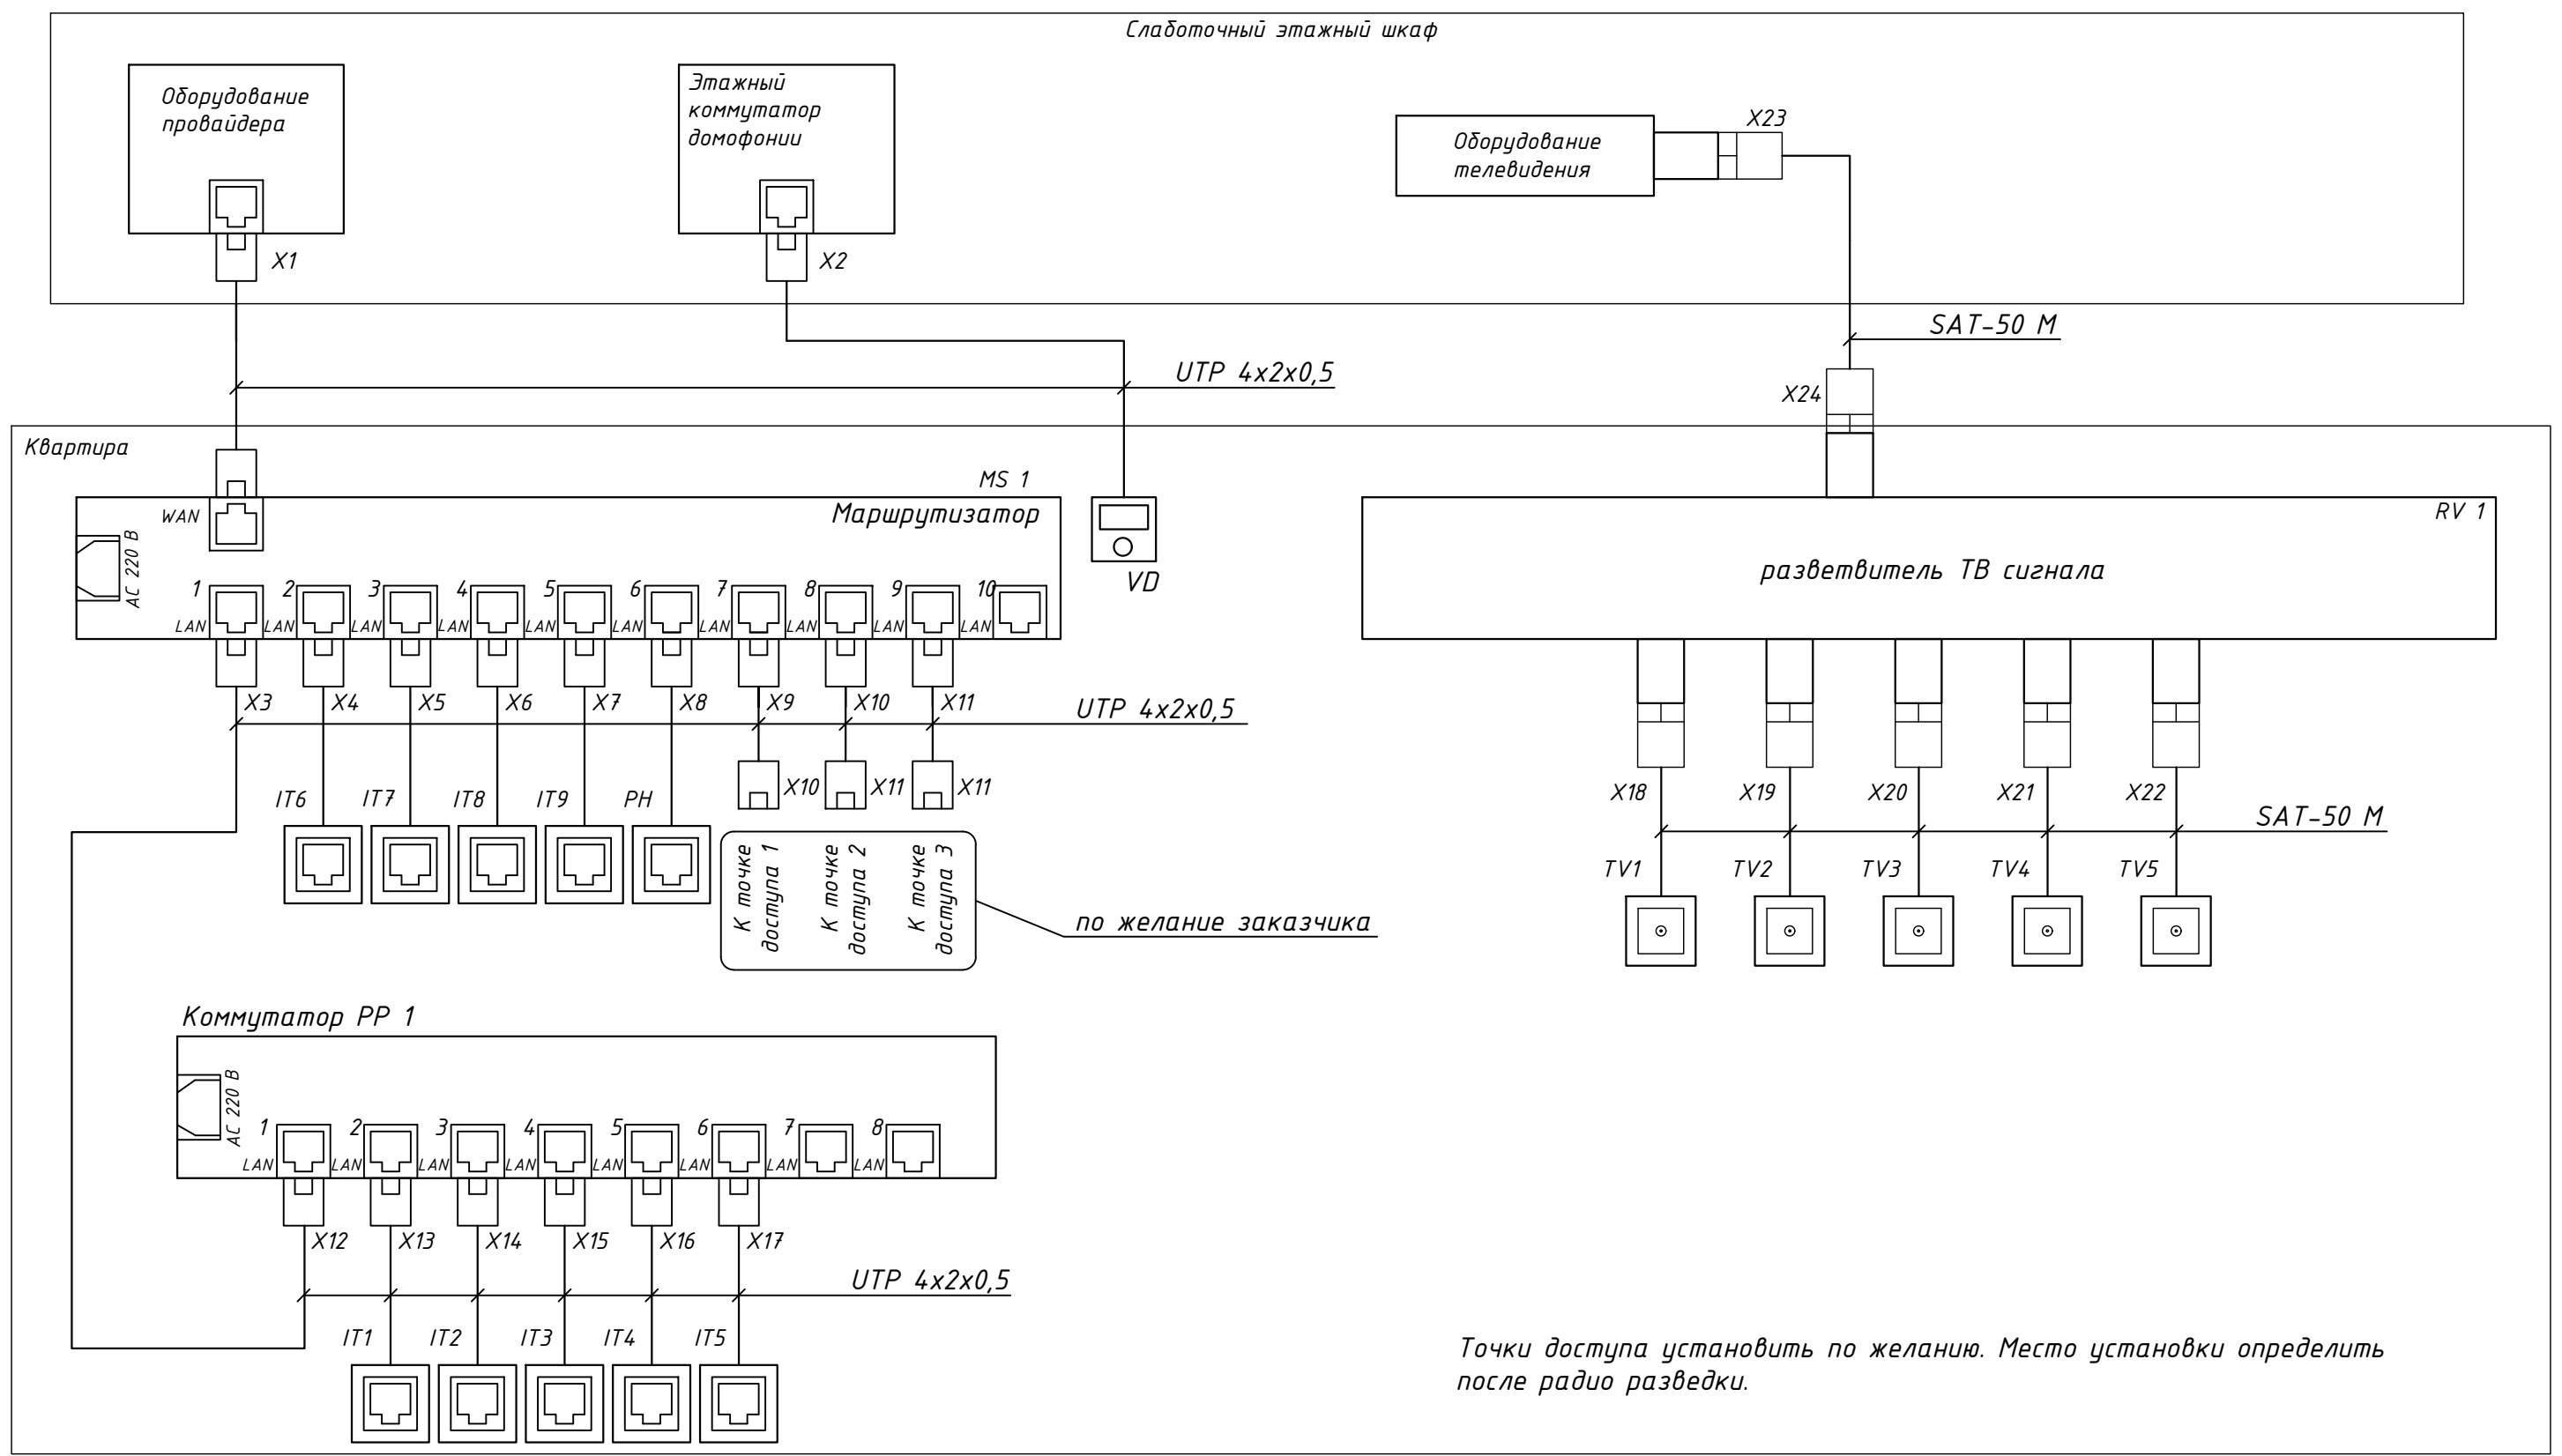 Слаботочный этажный шкаф
Оборудование
провайдера
Этажный
коммутатор
домофонии
Оборудование
телевидения
X23
X1
X2
SAT-50 М
UTP 4x2x0,5
X24
Квартира
MS 1
WAN
Маршрутизатор
AC 220 В
VD
RV 1
разветвитель ТВ сигнала
1 2 3 4 5 6 7 8 9 10
LAN LAN LAN LAN LAN LAN LAN LAN LAN LAN
X3 X4 X5 X6 X7 X8 X9 X10 X11
UTP 4x2x0,5
X10 X11 X11
IT6 IT7 IT8 IT9 PH
X18 X19 X20 X21 X22
SAT-50 М
TV1 TV2 TV3 TV4 TV5
К точке
доступа 1
К точке
доступа 2
К точке
доступа 3
по желание заказчика
Коммутатор PP 1
AC 220 В
1 2 3 4 5 6 7 8
LAN LAN LAN LAN LAN LAN LAN LAN
X12 X13 X14 X15 X16 X17
UTP 4x2x0,5
IT1 IT2 IT3 IT4 IT5
Точки доступа установить по желанию. Место установки определить
после радио разведки.